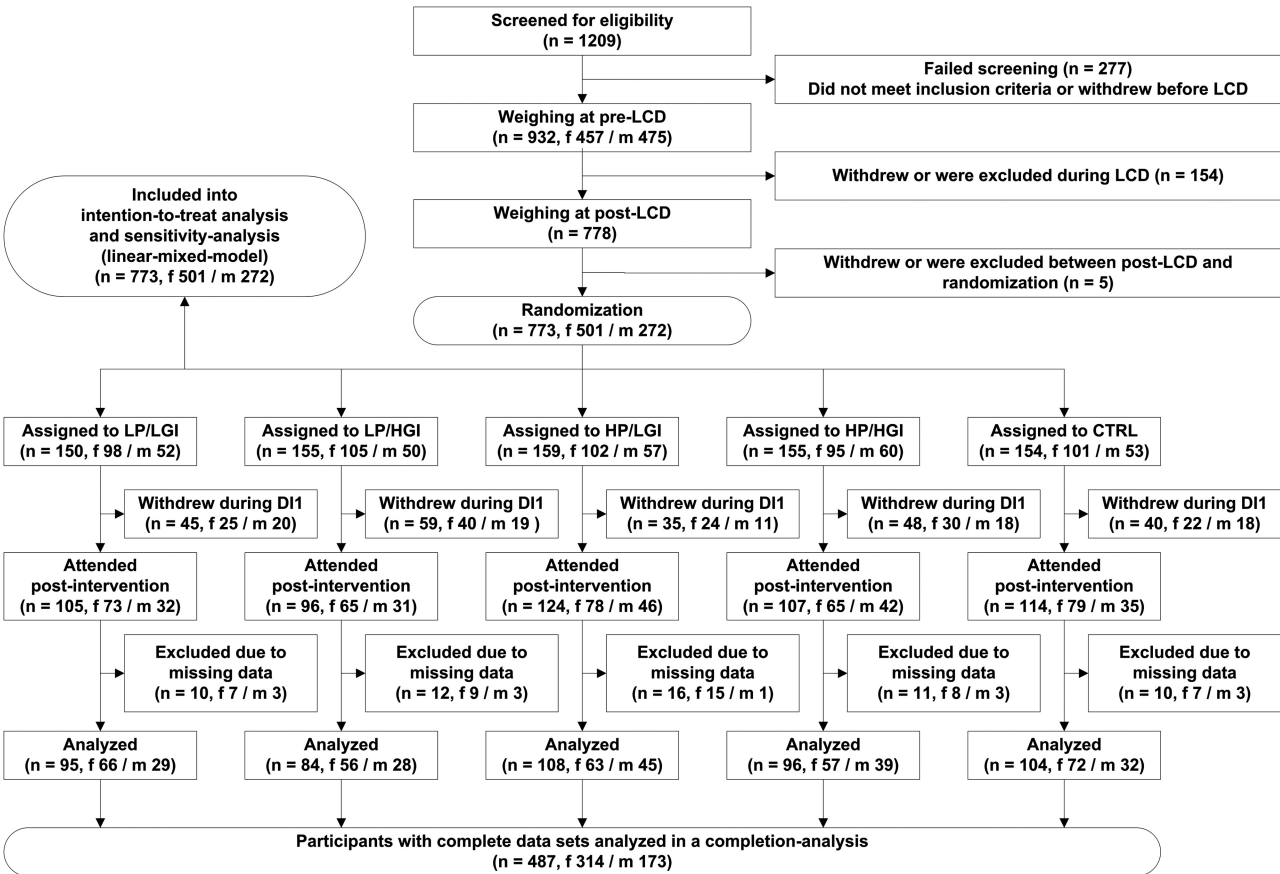 Screened for eligibility
(n = 1209)
Failed screening (n = 277)
Did not meet inclusion criteria or withdrew before LCD
Weighing at pre-LCD
(n = 932, f 457 / m 475)
Withdrew or were excluded during LCD (n = 154)
Included into
intention-to-treat analysis
and sensitivity-analysis
(linear-mixed-model)
(n = 773, f 501 / m 272)
Weighing at post-LCD
(n = 778)
Withdrew or were excluded between post-LCD and
randomization (n = 5)
Randomization
(n = 773, f 501 / m 272)
Assigned to LP/LGI
(n = 150, f 98 / m 52)
Assigned to LP/HGI
(n = 155, f 105 / m 50)
Assigned to HP/LGI
(n = 159, f 102 / m 57)
Assigned to HP/HGI
(n = 155, f 95 / m 60)
Assigned to CTRL
(n = 154, f 101 / m 53)
Withdrew during DI1
(n = 45, f 25 / m 20)
Withdrew during DI1
(n = 59, f 40 / m 19 )
Withdrew during DI1
(n = 35, f 24 / m 11)
Withdrew during DI1
(n = 48, f 30 / m 18)
Withdrew during DI1
(n = 40, f 22 / m 18)
Attended
post-intervention
(n = 105, f 73 / m 32)
Attended
post-intervention
(n = 96, f 65 / m 31)
Attended
post-intervention
(n = 124, f 78 / m 46)
Attended
post-intervention
(n = 107, f 65 / m 42)
Attended
post-intervention
(n = 114, f 79 / m 35)
Excluded due to
missing data
(n = 10, f 7 / m 3)
Excluded due to
missing data
(n = 12, f 9 / m 3)
Excluded due to
missing data
(n = 16, f 15 / m 1)
Excluded due to
missing data
(n = 11, f 8 / m 3)
Excluded due to
missing data
(n = 10, f 7 / m 3)
Analyzed
(n = 95, f 66 / m 29)
Analyzed
(n = 84, f 56 / m 28)
Analyzed
(n = 108, f 63 / m 45)
Analyzed
(n = 96, f 57 / m 39)
Analyzed
(n = 104, f 72 / m 32)
Participants with complete data sets analyzed in a completion-analysis
(n = 487, f 314 / m 173)